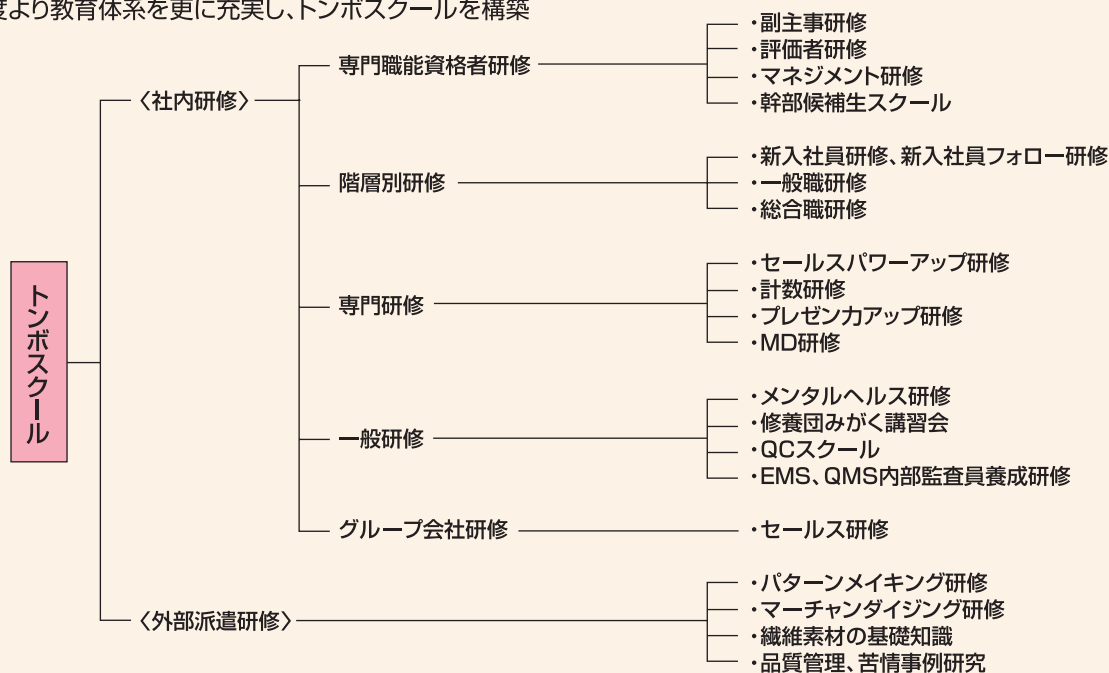 度より教育体系を更に充実し、トンボスクールを構築
トンボスクール
〈社内研修〉
専門職能資格者研修
・副主事研修
・評価者研修
・マネジメント研修
・幹部候補生スクール
階層別研修
・新入社員研修、新入社員フォロー研修
・一般職研修
・総合職研修
専門研修
・セールスパワーアップ研修
・計数研修
・プレゼン力アップ研修
・MD研修
一般研修
・メンタルヘルス研修
・修養団みがく講習会
・QCスクール
・EMS、QMS内部監査員養成研修
グループ会社研修
・セールス研修
〈外部派遣研修〉
・パターンメイキング研修
・マーチャンダイジング研修
・繊維素材の基礎知識
・品質管理、苦情事例研究